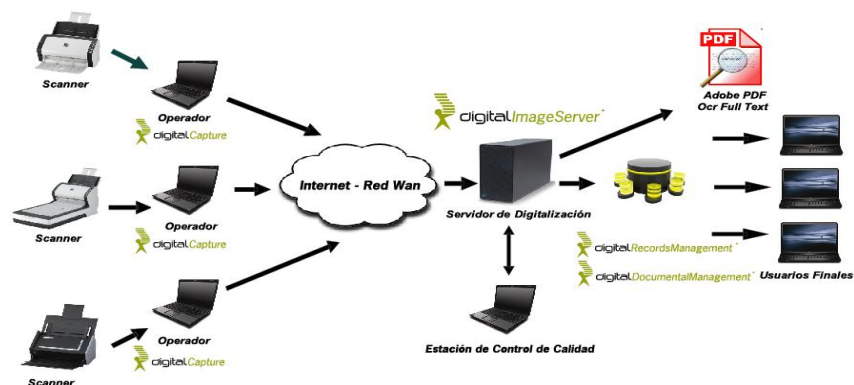 Scanner
Operador
digitalCapture
Scanner
Operador
digitalCapture
Scanner
Operador
digitalCapture
Internet - Red Wan
digitalImageServer
Servidor de Digitalización
Estación de Control de Calidad
PDF
Adobe PDF
Ocr Full Text
digitalRecordsManagement
digitalDocumentalManagement
Usuarios Finales